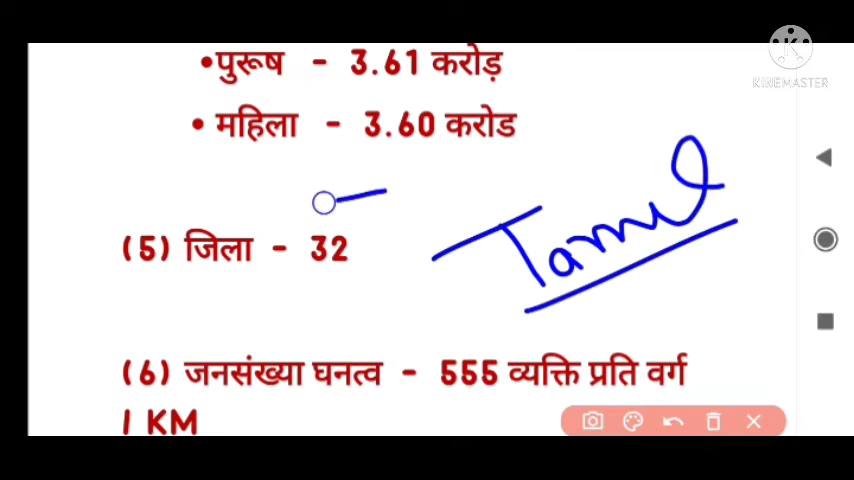 •पुरूष - 3.61 करोड़
KINEMASTER
• महिला - 3.60 करोड
Tamil
(5) जिला - 32
(6) जनसंख्या घनत्व - 555 व्यक्ति प्रति वर्ग
/ KM